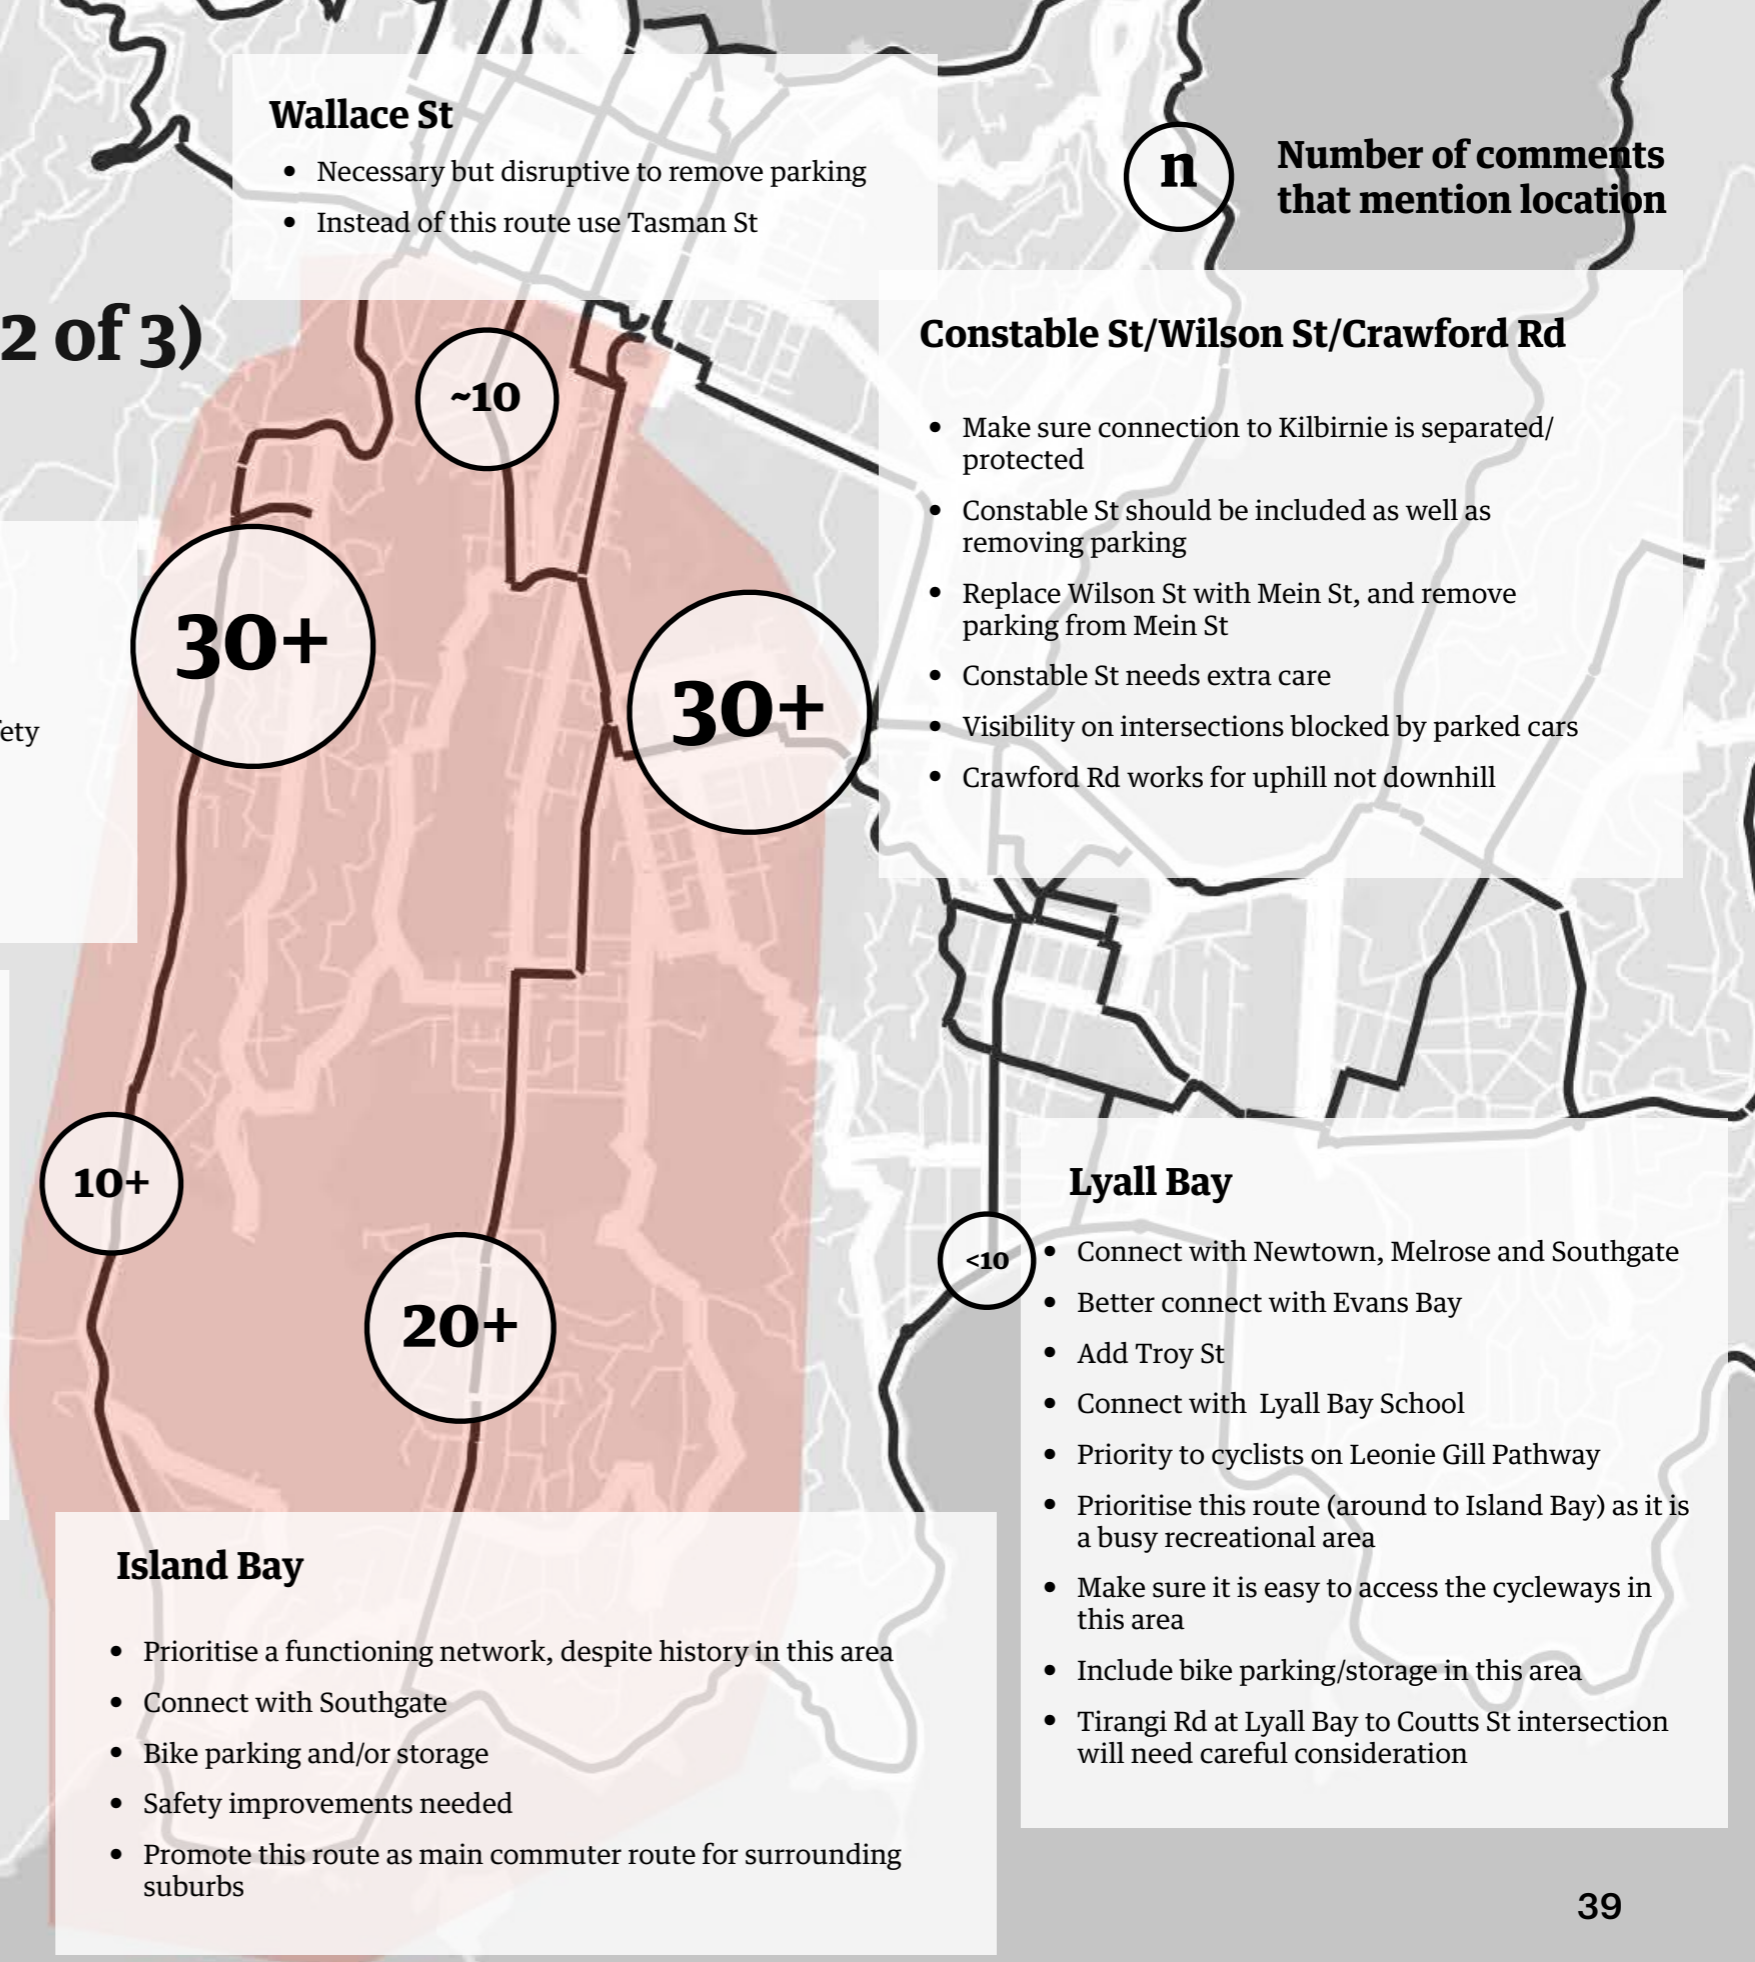 Wallace St
• Necessary but disruptive to remove parking
• Instead of this route use Tasman St
n
Number of comments
that mention location
2 of 3)
~10
Constable St/Wilson St/Crawford Rd
• Make sure connection to Kilbirnie is separated/
protected
• Constable St should be included as well as
removing parking
• Replace Wilson St with Mein St, and remove
parking from Mein St
• Constable St needs extra care
• Visibility on intersections blocked by parked cars
• Crawford Rd works for uphill not downhill
30+
30+
ety
10+
20+
<10
Lyall Bay
• Connect with Newtown, Melrose and Southgate
• Better connect with Evans Bay
• Add Troy St
• Connect with Lyall Bay School
• Priority to cyclists on Leonie Gill Pathway
• Prioritise this route (around to Island Bay) as it is
a busy recreational area
• Make sure it is easy to access the cycleways in
this area
• Include bike parking/storage in this area
• Tirangi Rd at Lyall Bay to Coutts St intersection
will need careful consideration
Island Bay
• Prioritise a functioning network, despite history in this area
• Connect with Southgate
• Bike parking and/or storage
• Safety improvements needed
• Promote this route as main commuter route for surrounding
suburbs
39